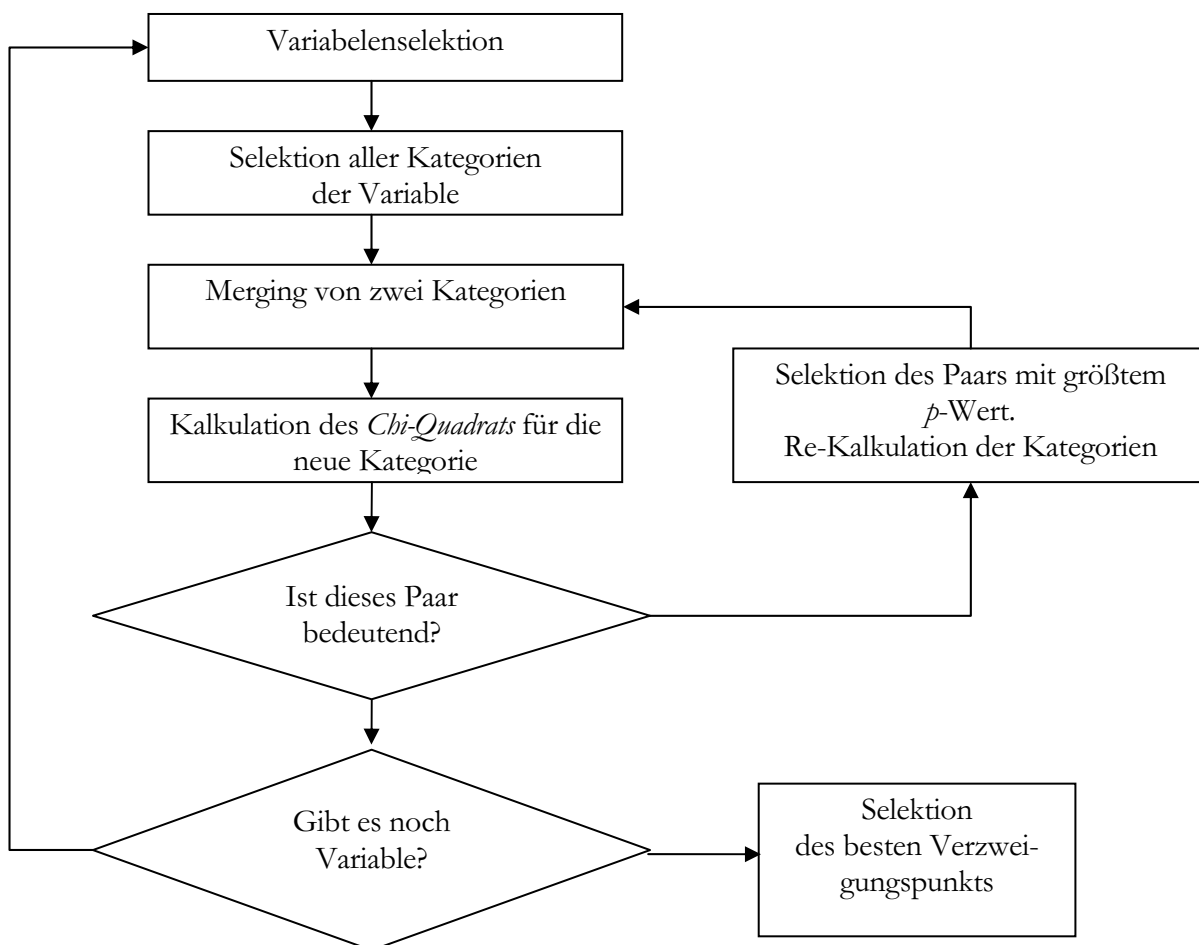 Variabelenselektion
Selektion aller Kategorien
der Variable
Merging von zwei Kategorien
Kalkulation des Chi-Quadrats für die
neue Kategorie
Selektion des Paars mit größtem
p-Wert.
Re-Kalkulation der Kategorien
Ist dieses Paar
bedeutend?
Gibt es noch
Variable?
Selektion
des besten Verzwei-
gungspunkts